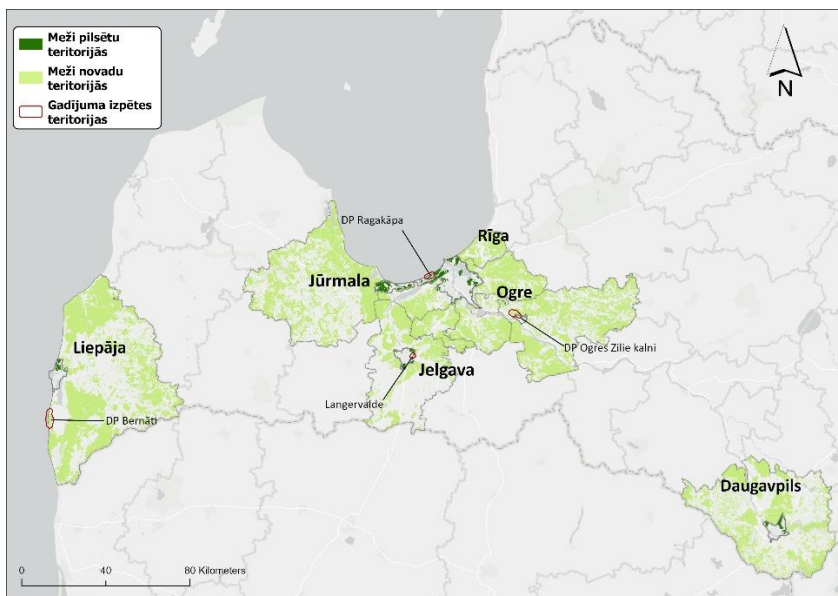 Meži pilsētu
teritorijās
Meži novadu
teritorijās
Gadījuma izpētes
teritorijas
N
DP Ragakāpa
Rīga
Jūrmala
Ogre
DP Ogres Zilie kalni
Liepāja
Jelgava
Langervalde
DP Bernāti
Daugavpils
0 40 80 Kilometers